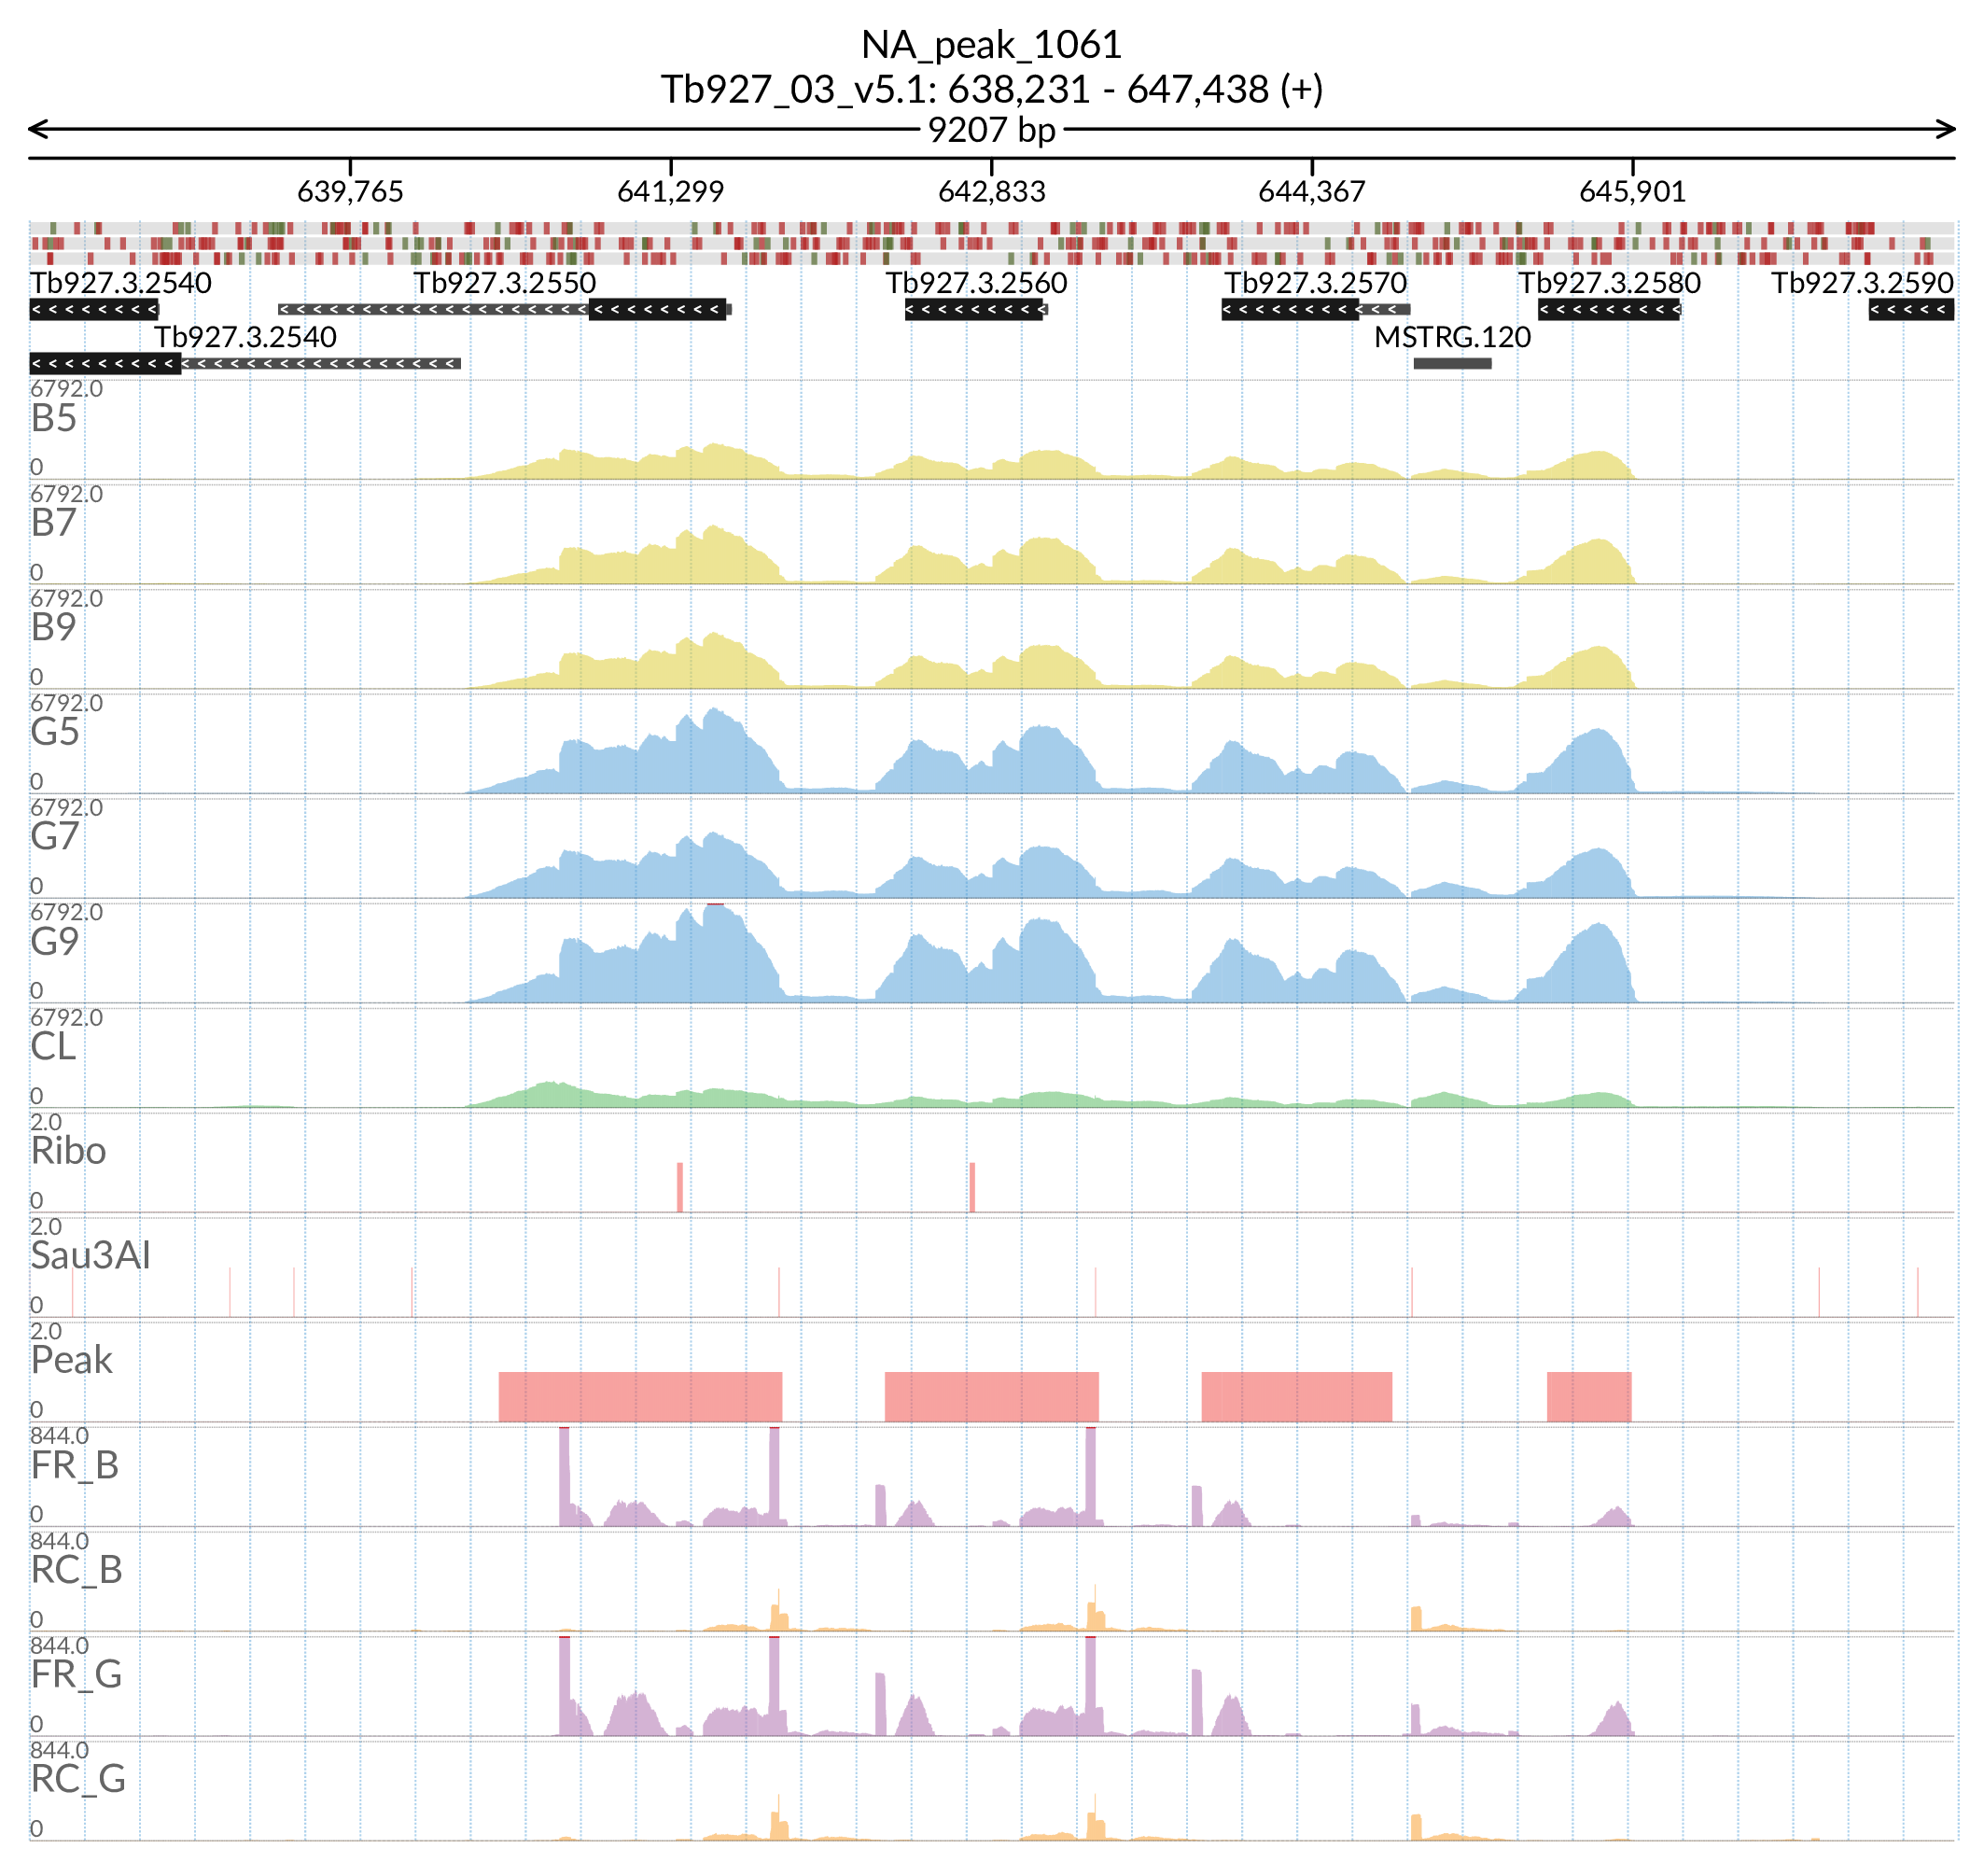 NA_peak_1061
Tb927_03_v5.1: 638,231 - 647,438 (+)
9207 bp
639,765 641,299 642,833 644,367 645,901
Tb927.3.2540 Tb927.3.2550 Tb927.3.2560 Tb927.3.2570 Tb927.3.2580 Tb927.3.2590
Tb927.3.2540 MSTRG.120
6792.0
B5
0
6792.0
B7
0
6792.0
B9
0
6792.0
G5
0
6792.0
G7
0
6792.0
G9
0
6792.0
CL
0
2.0
Ribo
0
2.0
Sau3AI
0
2.0
Peak
0
844.0
FR_B
0
844.0
RC_B
0
844.0
FR_G
0
844.0
RC_G
0